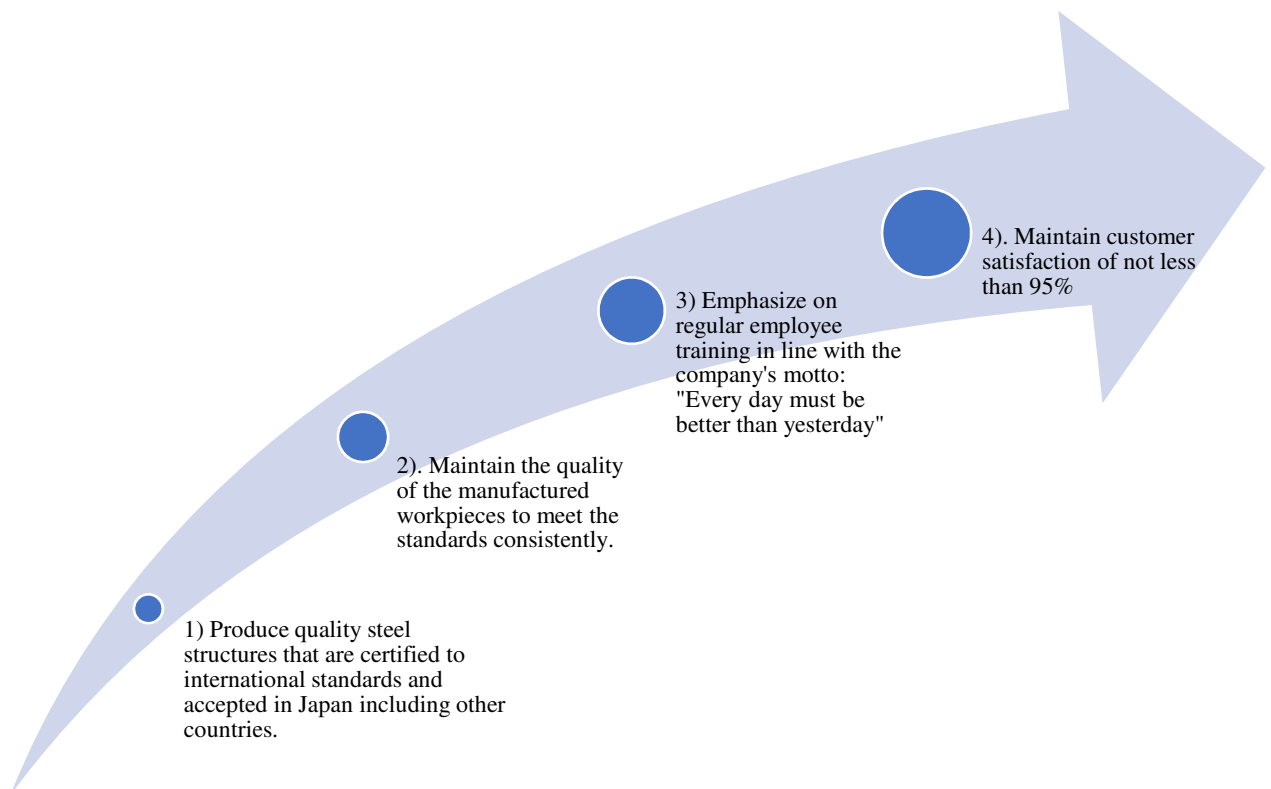 1) Produce quality steel
structures that are certified to
international standards and
accepted in Japan including other
countries.
2). Maintain the quality
of the manufactured
workpieces to meet the
standards consistently.
3) Emphasize on
regular employee
training in line with the
company's motto:
"Every day must be
better than yesterday"
4). Maintain customer
satisfaction of not less
than 95%